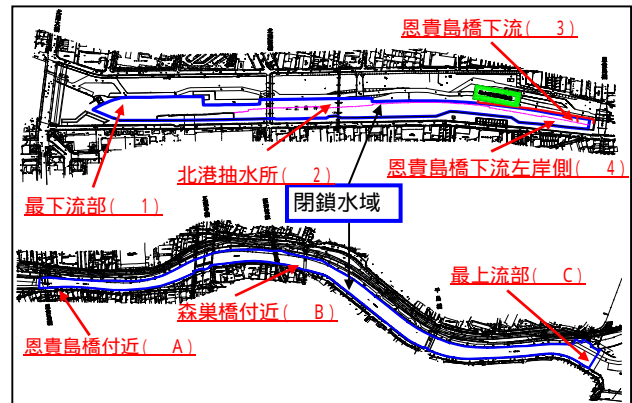 恩貴島橋下流( 3)
北港抽水所( 2)
恩貴島橋下流左岸側( 4)
最下流部( 1)
閉鎖水域
最上流部( C)
森巣橋付近( B)
恩貴島橋付近( A)